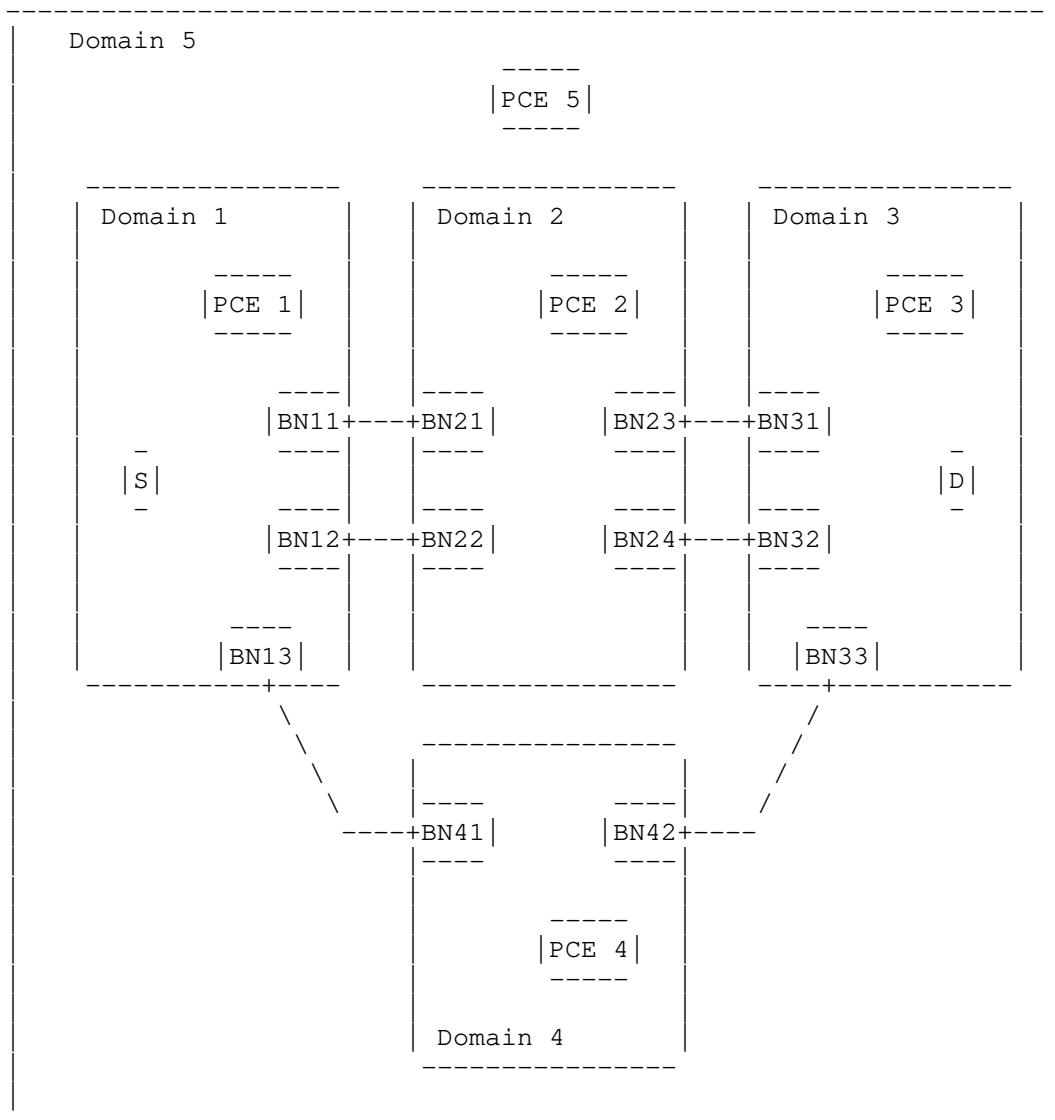 Domain 5
PCE 5
Domain 1 Domain 2 Domain 3
PCE 1 PCE 2 PCE 3
BN11 BN21 BN23 BN31
S D
BN12 BN22 BN24 BN32
BN13 BN33
BN41 BN42
PCE 4
Domain 4